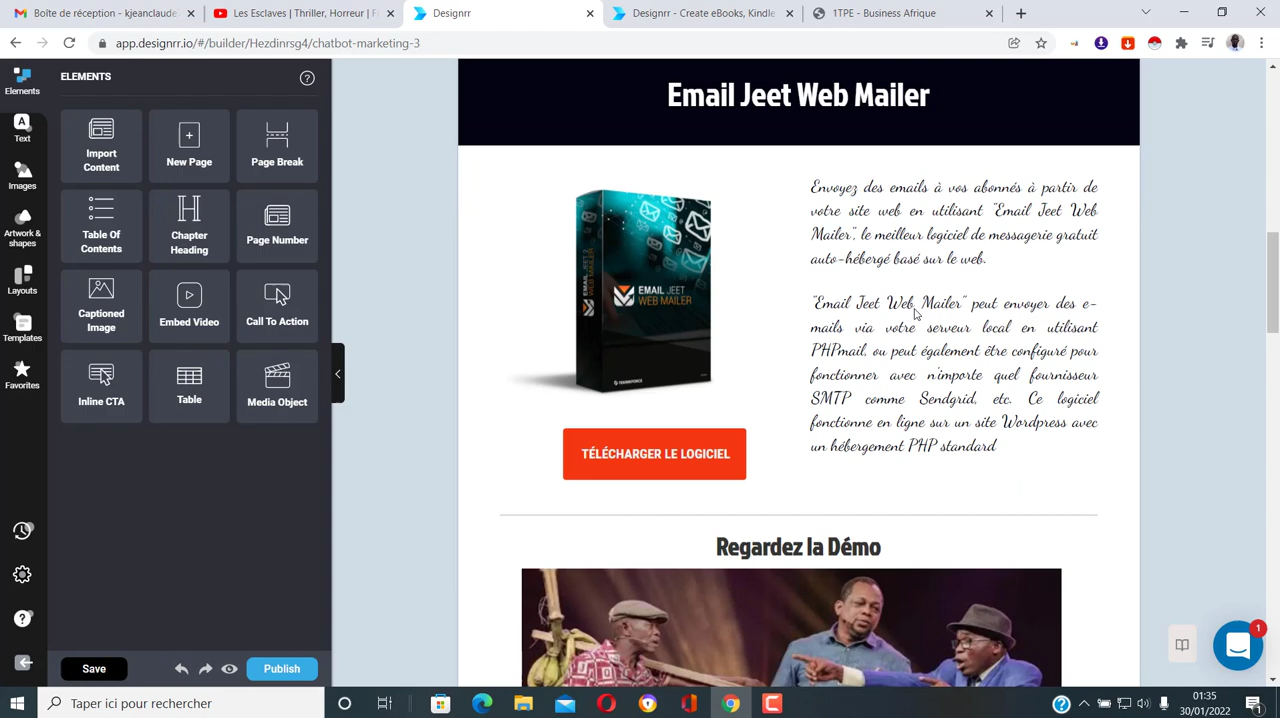 Boîte de réception - kjeanclaude
Les Esclaves | Thriller, Horreur | F
Designrr
Designrr - Create eBooks, Kindle
1TPE - Business Afrique
app.designrr.io/#/builder/Hezdinrsg4/chatbot-marketing-3
Elements
Text
Images
Artwork & shapes
Layouts
Templates
Favorites
ELEMENTS
Import Content
New Page
Page Break
Table Of Contents
Chapter Heading
Page Number
Captioned Image
Embed Video
Call To Action
Inline CTA
Table
Media Object
Save
Publish
Email Jeet Web Mailer
EMAIL JEET
WEB MAILER
TÉLÉCHARGER LE LOGICIEL
Envoyez des emails à vos abonnés à partir de
votre site web en utilisant "Email Jeet Web
Mailer", le meilleur logiciel de messagerie gratuit
auto-hébergé basé sur le web.
"Email Jeet Web Mailer" peut envoyer des e-
mails via votre serveur local en utilisant
PHPmail, ou peut également être configuré pour
fonctionner avec n'importe quel fournisseur
SMTP comme Sendgrid, etc. Ce logiciel
fonctionne en ligne sur un site Wordpress avec
un hébergement PHP standard
Regardez la Démo
1
Taper ici pour rechercher
01:35
30/01/2022